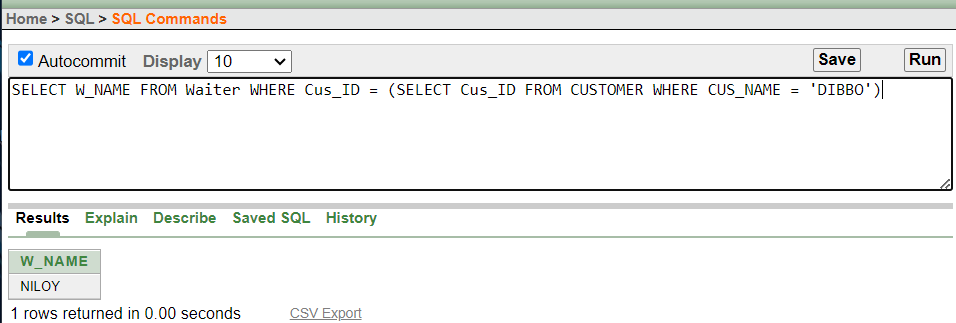 Home > SQL > SQL Commands
Autocommit Display 10 Save Run
SELECT W_NAME FROM Waiter WHERE Cus_ID = (SELECT Cus_ID FROM CUSTOMER WHERE CUS_NAME = 'DIBBO')
Results Explain Describe Saved SQL History
W_NAME
NILOY
1 rows returned in 0.00 seconds CSV Export